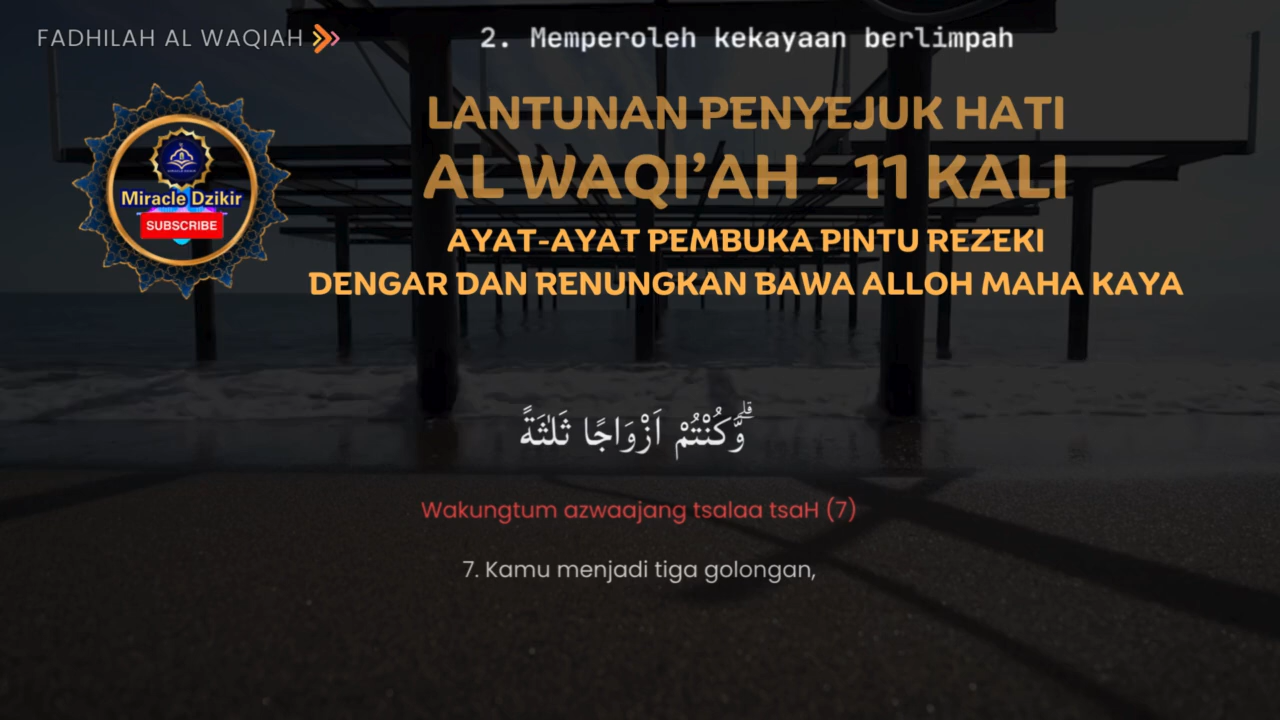 FADHILAH AL WAQIAH
2. Memperoleh kekayaan berlimpah
LANTUNAN PENYEJUK HATI
AL WAQI'AH - 11 KALI
AYAT-AYAT PEMBUKA PINTU REZEKI
DENGAR DAN RENUNGKAN BAWA ALLOH MAHA KAYA
Miracle Dzikir
SUBSCRIBE
وَّكُنْتُمْ اَزْوَاجًا ثَلٰثَةً ۗ
Wakungtum azwaajang tsalaa tsaH (7)
7. Kamu menjadi tiga golongan,